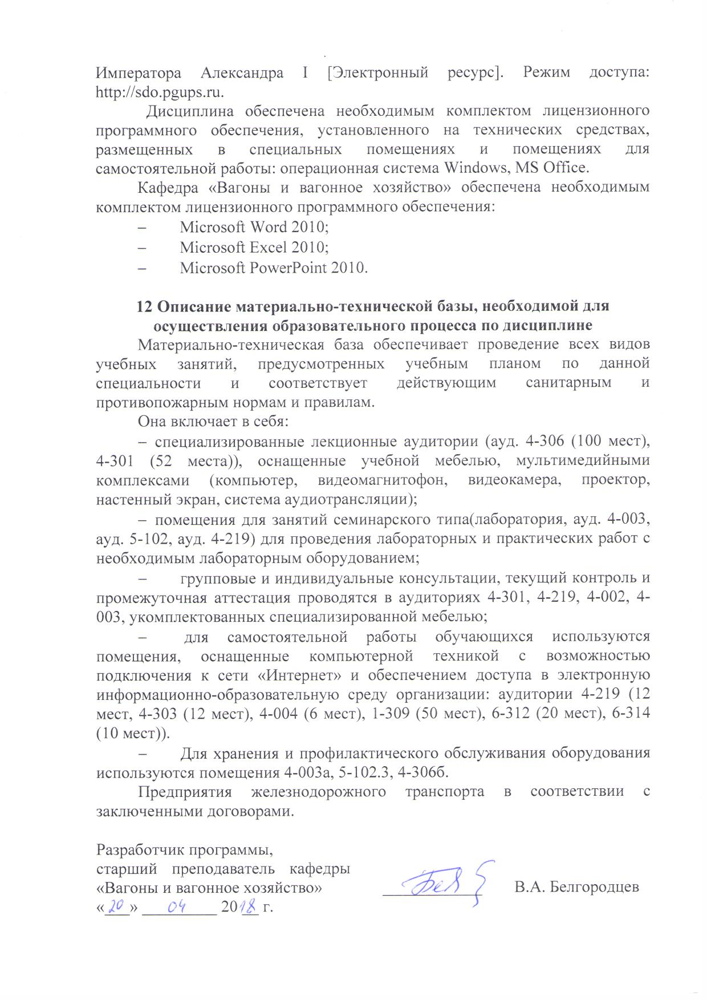 Императора Александра I [Электронный ресурс]. Режим доступа:
http://sdo.pgups.ru.
Дисциплина обеспечена необходимым комплектом лицензионного
программного обеспечения, установленного на технических средствах,
размещенных в специальных помещениях и помещениях для
самостоятельной работы: операционная система Windows, MS Office.
Кафедра «Вагоны и вагонное хозяйство» обеспечена необходимым
комплектом лицензионного программного обеспечения:
− Microsoft Word 2010;
− Microsoft Excel 2010;
− Microsoft PowerPoint 2010.
12 Описание материально-технической базы, необходимой для
осуществления образовательного процесса по дисциплине
Материально-техническая база обеспечивает проведение всех видов
учебных занятий, предусмотренных учебным планом по данной
специальности и соответствует действующим санитарным и
противопожарным нормам и правилам.
Она включает в себя:
− специализированные лекционные аудитории (ауд. 4-306 (100 мест),
4-301 (52 места)), оснащенные учебной мебелью, мультимедийными
комплексами (компьютер, видеомагнитофон, видеокамера, проектор,
настенный экран, система аудиотрансляции);
− помещения для занятий семинарского типа(лаборатория, ауд. 4-003,
ауд. 5-102, ауд. 4-219) для проведения лабораторных и практических работ с
необходимым лабораторным оборудованием;
− групповые и индивидуальные консультации, текущий контроль и
промежуточная аттестация проводятся в аудиториях 4-301, 4-219, 4-002, 4-
003, укомплектованных специализированной мебелью;
− для самостоятельной работы обучающихся используются
помещения, оснащенные компьютерной техникой с возможностью
подключения к сети «Интернет» и обеспечением доступа в электронную
информационно-образовательную среду организации: аудитории 4-219 (12
мест, 4-303 (12 мест), 4-004 (6 мест), 1-309 (50 мест), 6-312 (20 мест), 6-314
(10 мест)).
− Для хранения и профилактического обслуживания оборудования
используются помещения 4-003а, 5-102.3, 4-306б.
Предприятия железнодорожного транспорта в соответствии с
заключенными договорами.
Разработчик программы,
старший преподаватель кафедры
«Вагоны и вагонное хозяйство» В.А. Белгородцев
«20» 04 2018 г.